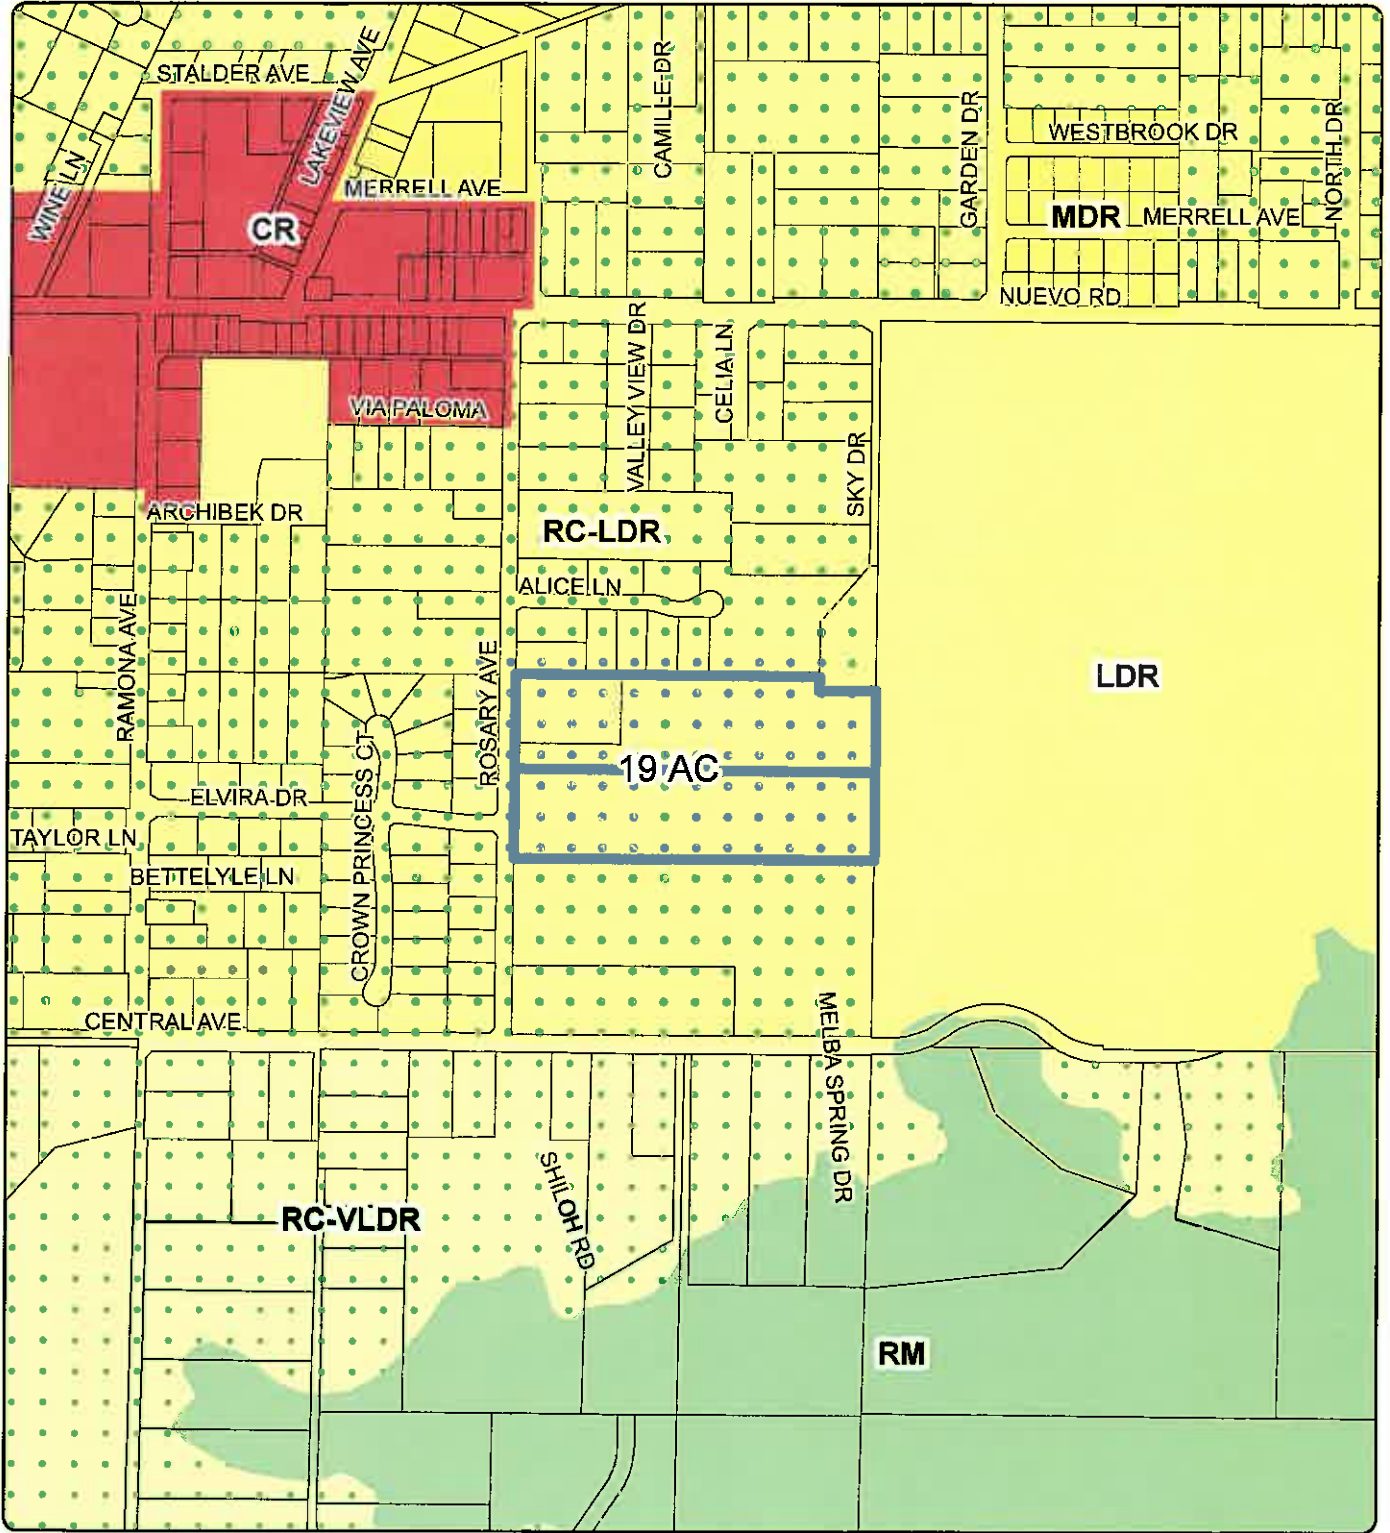 STALDER AVE
LAKEVIEW AVE
CAMILLE DR
GARDEN DR
WESTBROOK DR
NORTH DR
WINE LN
MERRELL AVE
CR
MDR
MERRELL AVE
NUEVO RD
VALLEY VIEW DR
CELIA LN
VIA PALOMA
SKY DR
ARCHIBEK DR
RC-LDR
ALICE LN
RAMONA AVE
ROSARY AVE
LDR
CROWN PRINCESS CT
19 AC
ELVIRA DR
TAYLOR LN
BETTELYLE LN
CENTRAL AVE
MELBA SPRING DR
SHILOH RD
RC-VLDR
RM